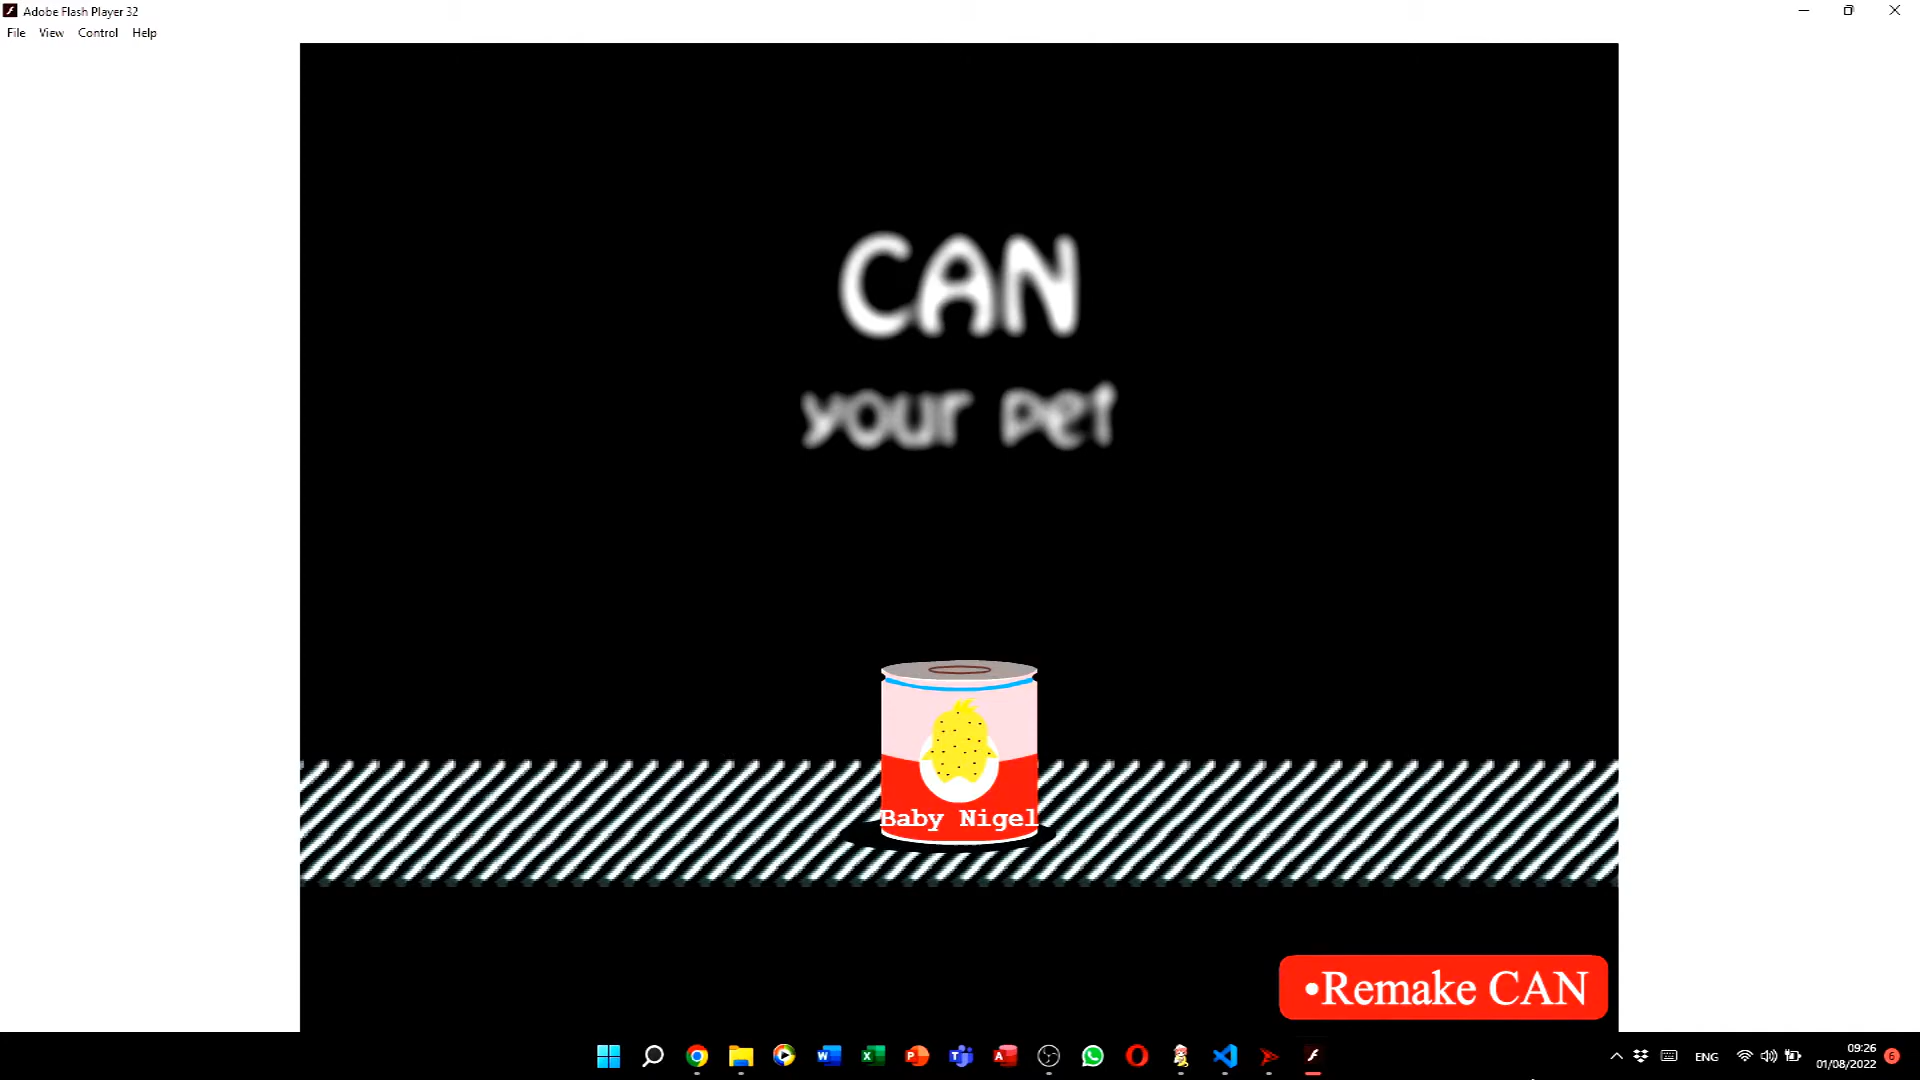 Adobe Flash Player 32
File View Control Help
CAN
your pet
Baby Nigel
•Remake CAN
ENG
09:26
01/08/2022
6